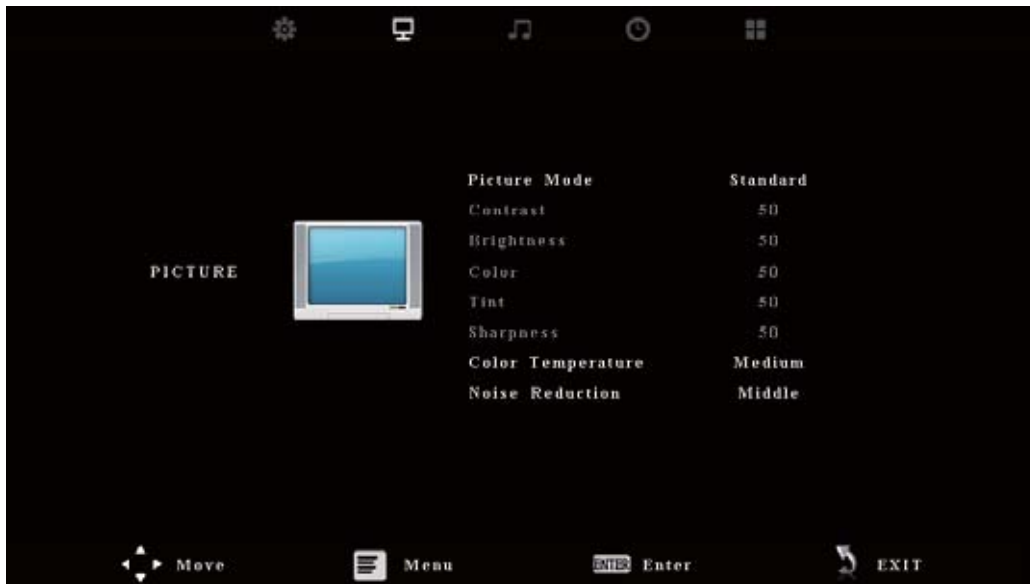 Picture Mode Standard
Contrast 50
Brightness 50
PICTURE
Color 50
Tint 50
Sharpness 50
Color Temperature Medium
Noise Reduction Middle
Move Menu ENTER Enter EXIT